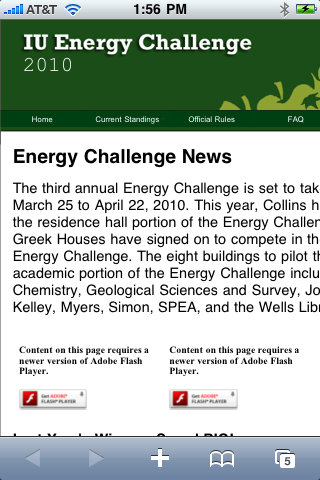 AT&T 1:56 PM
IU Energy Challenge
2010
Home Current Standings Official Rules FAQ
Energy Challenge News
The third annual Energy Challenge is set to tak
March 25 to April 22, 2010. This year, Collins h
the residence hall portion of the Energy Challen
Greek Houses have signed on to compete in th
Energy Challenge. The eight buildings to pilot th
academic portion of the Energy Challenge inclu
Chemistry, Geological Sciences and Survey, Jo
Kelley, Myers, Simon, SPEA, and the Wells Libr
Content on this page requires a
newer version of Adobe Flash
Player.
Get ADOBE®
FLASH® PLAYER
Content on this page requires a
newer version of Adobe Flash
Player.
Get ADOBE®
FLASH® PLAYER
5